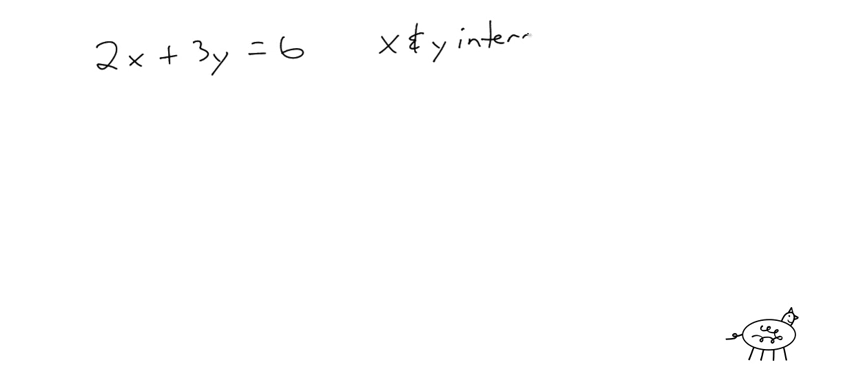 2x + 3y = 6 x & y inter